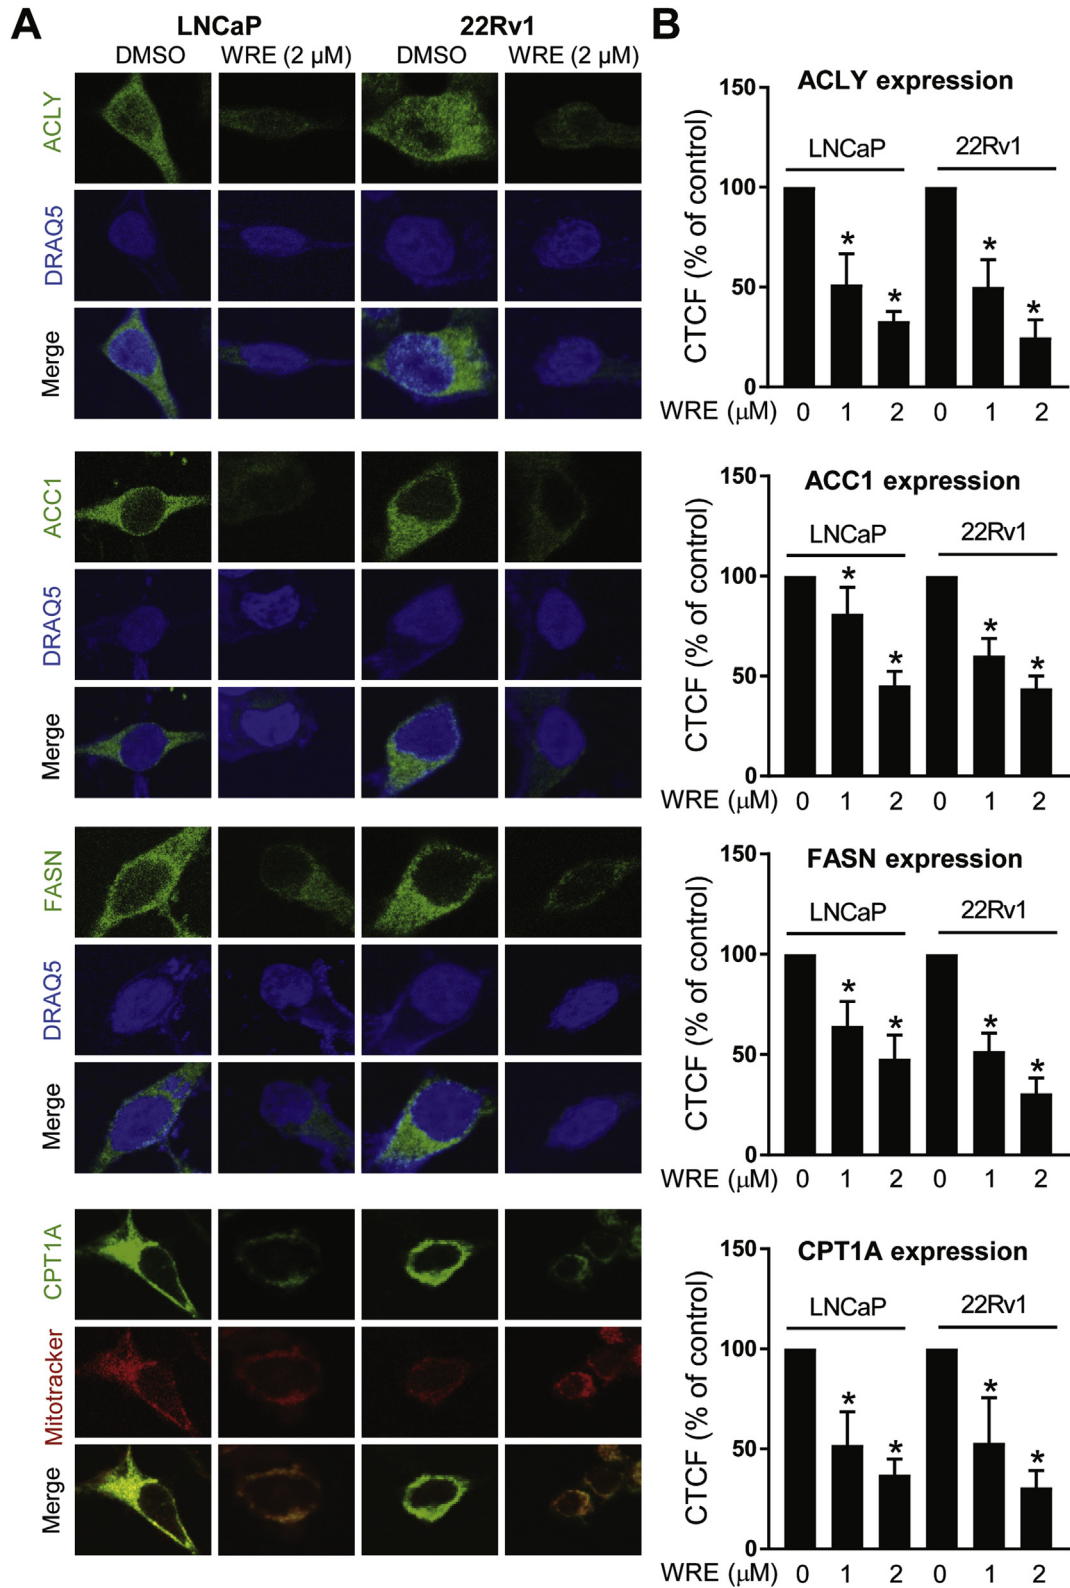 A
LNCaP
22Rv1
DMSO
WRE (2 µM)
DMSO
WRE (2 µM)
ACLY
DRAQ5
Merge
ACC1
DRAQ5
Merge
FASN
DRAQ5
Merge
CPT1A
Mitotracker
Merge
B
ACLY expression
LNCaP
22Rv1
CTCF (% of control)
150
100
50
0
* * * *
WRE (µM) 0 1 2 0 1 2
ACC1 expression
LNCaP
22Rv1
CTCF (% of control)
150
100
50
0
* * * *
WRE (µM) 0 1 2 0 1 2
FASN expression
LNCaP
22Rv1
CTCF (% of control)
150
100
50
0
* * * *
WRE (µM) 0 1 2 0 1 2
CPT1A expression
LNCaP
22Rv1
CTCF (% of control)
150
100
50
0
* * * *
WRE (µM) 0 1 2 0 1 2